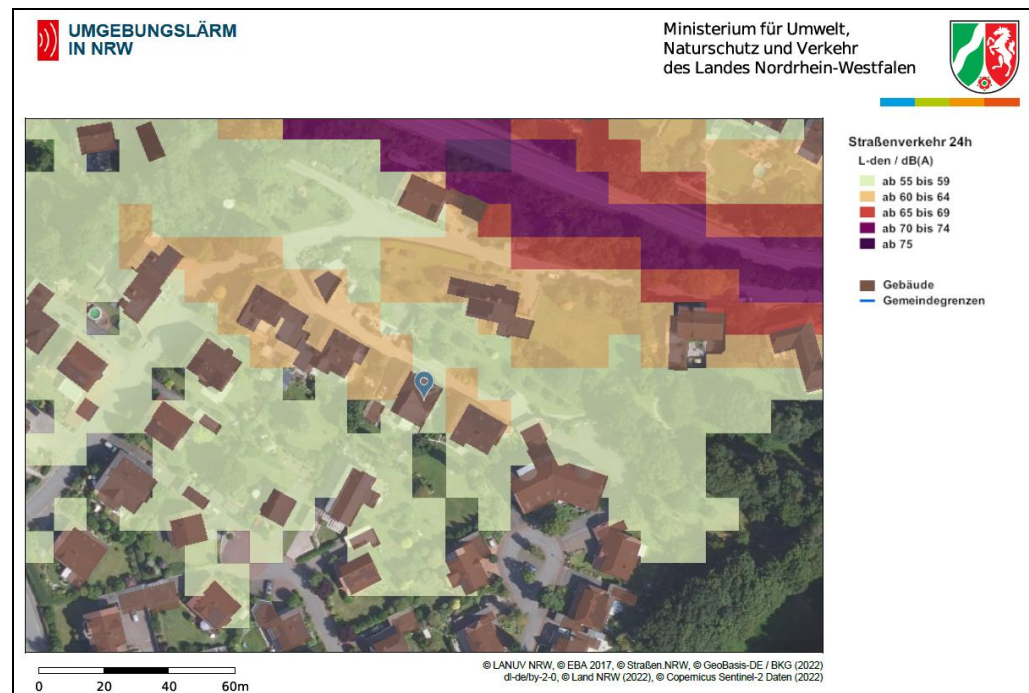 UMGEBUNGSLÄRM
IN NRW
Ministerium für Umwelt,
Naturschutz und Verkehr
des Landes Nordrhein-Westfalen
Straßenverkehr 24h
L-den / dB(A)
ab 55 bis 59
ab 60 bis 64
ab 65 bis 69
ab 70 bis 74
ab 75
Gebäude
Gemeindegrenzen
0 20 40 60m
© LANUV NRW, © EBA 2017, © Straßen.NRW, © GeoBasis-DE / BKG (2022)
dl-de/by-2-0, © Land NRW (2022), © Copernicus Sentinel-2 Daten (2022)